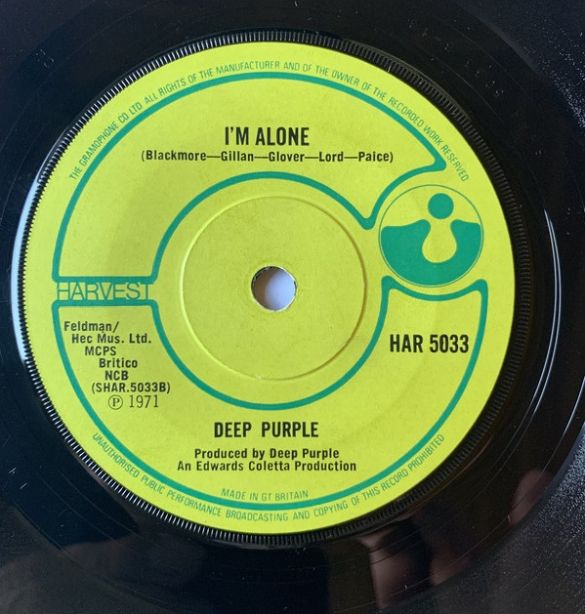 THE GRAMOPHONE CO LTD. ALL RIGHTS OF THE MANUFACTURER AND OF THE OWNER OF THE RECORDED WORK RESERVED
I'M ALONE
(Blackmore—Gillan—Glover—Lord—Paice)
HARVEST
Feldman/
Hec Mus. Ltd.
MCPS
Britico
NCB
(SHAR.5033B)
℗ 1971
HAR 5033
DEEP PURPLE
Produced by Deep Purple
An Edwards Coletta Production
MADE IN GT BRITAIN
UNAUTHORISED PUBLIC PERFORMANCE BROADCASTING AND COPYING OF THIS RECORD PROHIBITED